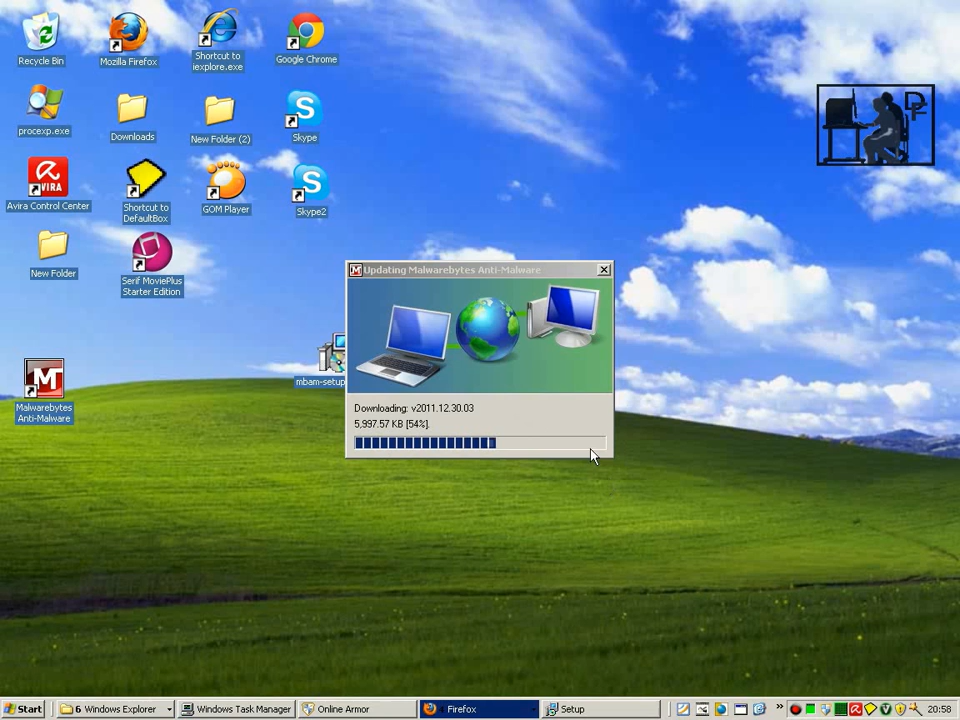 Recycle Bin
Mozilla Firefox
Shortcut to
iexplore.exe
Google Chrome
procexp.exe
Downloads
New Folder (2)
Skype
DF
AVIRA
Avira Control Center
Shortcut to
DefaultBox
GOM Player
Skype2
New Folder
Serif MoviePlus
Starter Edition
Malwarebytes
Anti-Malware
mbam-setup
Updating Malwarebytes Anti-Malware
Downloading: v2011.12.30.03
5,997.57 KB [54%].
Start
6 Windows Explorer
Windows Task Manager
Online Armor
Firefox
Setup
20:58